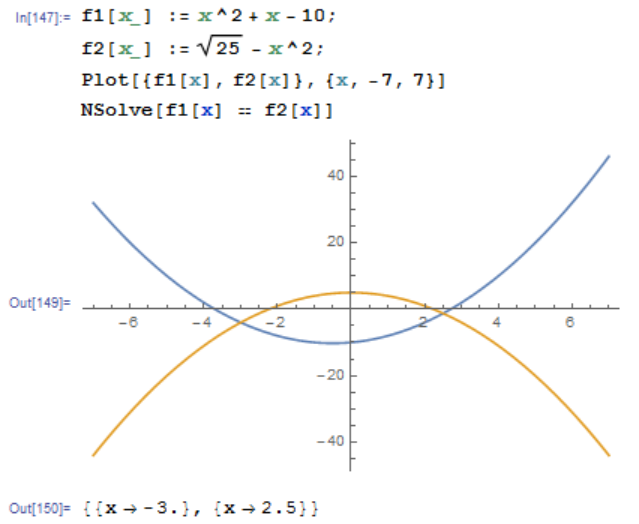 In[147]:= f1[x_] := x^2 + x - 10;
f2[x_] := √25 - x^2;
Plot[{f1[x], f2[x]}, {x, -7, 7}]
NSolve[f1[x] == f2[x]]
40
20
Out[149]=
-6 -4 -2 2 4 6
-20
-40
Out[150]= {{x → -3.}, {x → 2.5}}